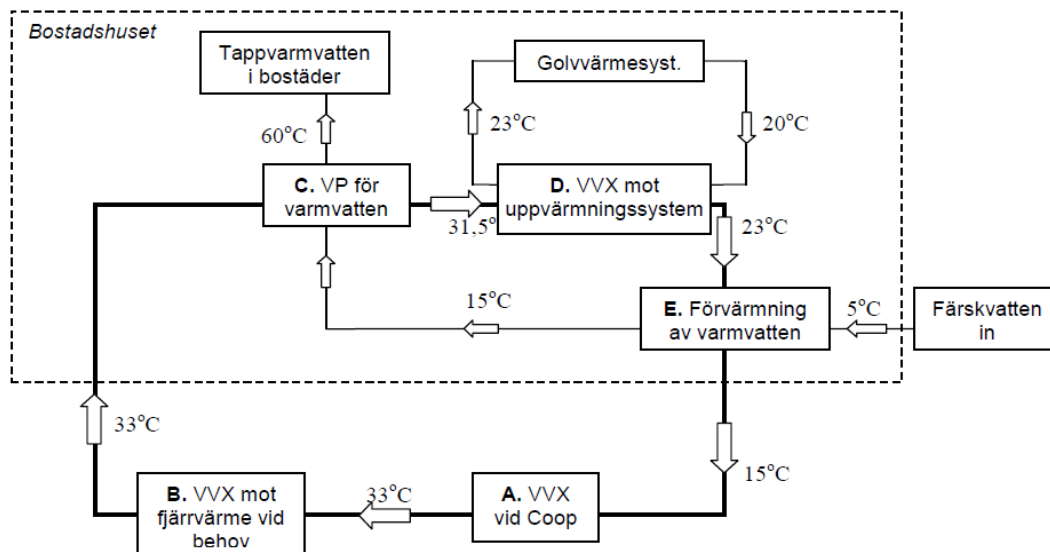 Bostadshuset
Tappvarmvatten
i bostäder
Golvvärmesyst.
60°C
23°C
20°C
C. VP för
varmvatten
31,5°
D. VVX mot
uppvärmningssystem
23°C
15°C
E. Förvärmning
av varmvatten
5°C
Färskvatten
in
33°C
15°C
B. VVX mot
fjärrvärme vid
behov
33°C
A. VVX
vid Coop